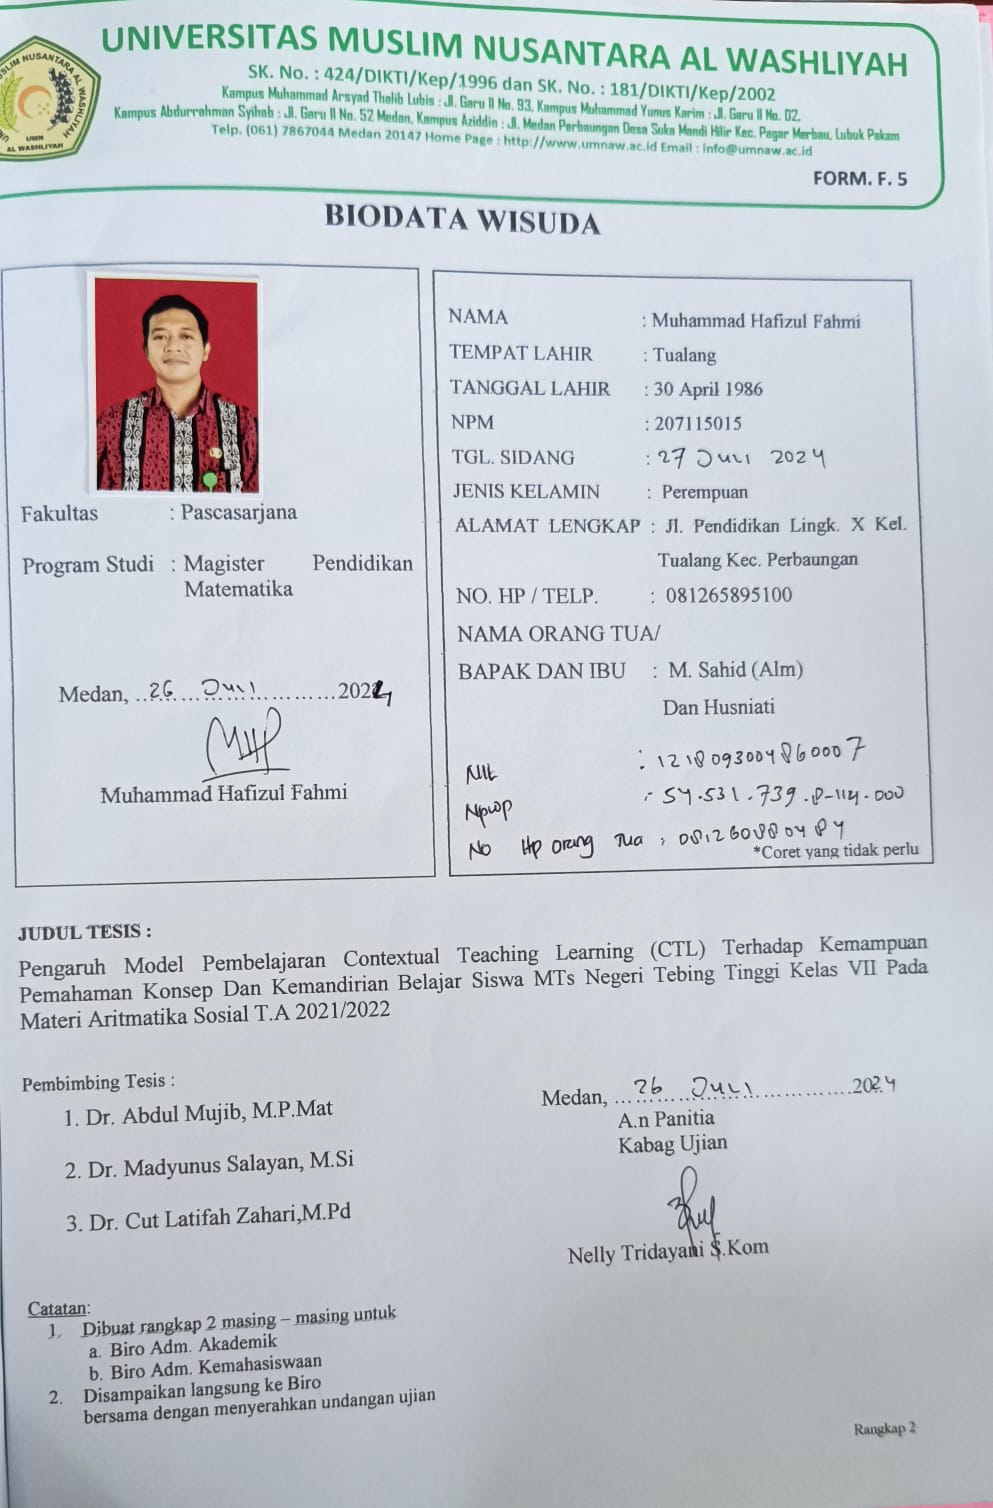 UNIVERSITAS MUSLIM NUSANTARA AL WASHLIYAH
SK. No. : 424/DIKTI/Kep/1996 dan SK. No. : 181/DIKTI/Kep/2002
Kampus Muhammad Arsyad Thalib Lubis : Jl. Garu II No. 93, Kampus Muhammad Yunus Karim : Jl. Garu II No. 02,
Kampus Abdurrahman Syihab : Jl. Garu II No. 52 Medan, Kampus Aziddin : Jl. Medan Perbaungan Desa Suka Mandi Hilir Kec. Pagar Merbau, Lubuk Pakam
Telp. (061) 7867044 Medan 20147 Home Page : http://www.umnaw.ac.id Email : info@umnaw.ac.id
UMN
AL WASHLIYAH
FORM. F. 5
BIODATA WISUDA
Fakultas : Pascasarjana
Program Studi : Magister Pendidikan
Matematika
Medan, 26 Juli 2024
Muhammad Hafizul Fahmi
NAMA : Muhammad Hafizul Fahmi
TEMPAT LAHIR : Tualang
TANGGAL LAHIR : 30 April 1986
NPM : 207115015
TGL. SIDANG : 27 Juli 2024
JENIS KELAMIN : Perempuan
ALAMAT LENGKAP : Jl. Pendidikan Lingk. X Kel.
Tualang Kec. Perbaungan
NO. HP / TELP. : 081265895100
NAMA ORANG TUA/
BAPAK DAN IBU : M. Sahid (Alm)
Dan Husniati
NIK : 1218093004860007
Npwp : 54.531.739.8-114.000
No Hp Orang Tua : 081260880484
*Coret yang tidak perlu
JUDUL TESIS :
Pengaruh Model Pembelajaran Contextual Teaching Learning (CTL) Terhadap Kemampuan
Pemahaman Konsep Dan Kemandirian Belajar Siswa MTs Negeri Tebing Tinggi Kelas VII Pada
Materi Aritmatika Sosial T.A 2021/2022
Pembimbing Tesis :
1. Dr. Abdul Mujib, M.P.Mat
2. Dr. Madyunus Salayan, M.Si
3. Dr. Cut Latifah Zahari,M.Pd
Medan, 26 Juli 2024
A.n Panitia
Kabag Ujian
Nelly Tridayani S.Kom
Catatan:
1. Dibuat rangkap 2 masing – masing untuk
a. Biro Adm. Akademik
b. Biro Adm. Kemahasiswaan
2. Disampaikan langsung ke Biro
bersama dengan menyerahkan undangan ujian
Rangkap 2